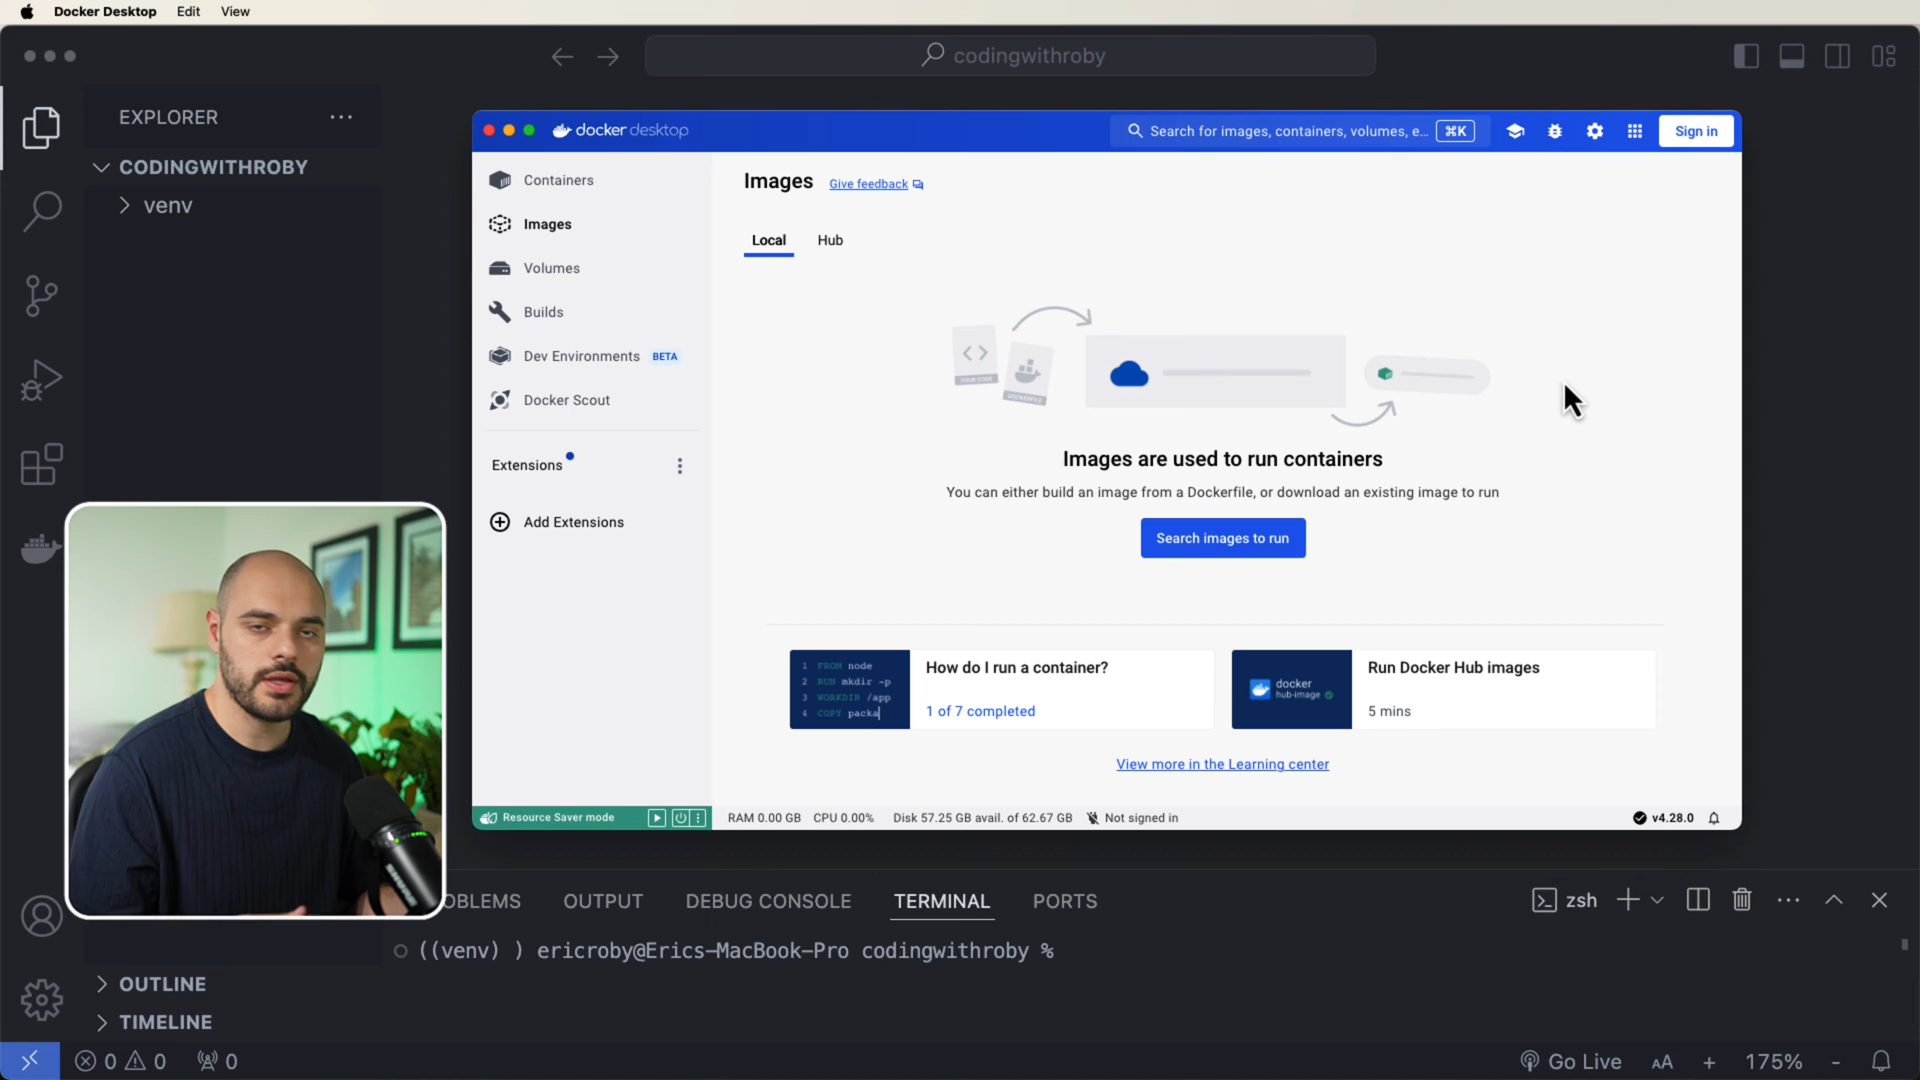 Docker Desktop Edit View
codingwithroby
EXPLORER
CODINGWITHROBY
venv
docker desktop
Search for images, containers, volumes, e... ⌘K
Sign in
Containers
Images
Volumes
Builds
Dev Environments BETA
Docker Scout
Extensions
Add Extensions
Images Give feedback
Local Hub
YOUR CODE
DOCKERFILE
Images are used to run containers
You can either build an image from a Dockerfile, or download an existing image to run
Search images to run
1 FROM node
2 RUN mkdir -p
3 WORKDIR /app
4 COPY packa
How do I run a container?
1 of 7 completed
docker
hub-image
Run Docker Hub images
5 mins
View more in the Learning center
Resource Saver mode
RAM 0.00 GB CPU 0.00% Disk 57.25 GB avail. of 62.67 GB Not signed in
v4.28.0
OBLEMS OUTPUT DEBUG CONSOLE TERMINAL PORTS
zsh
((venv) ) ericroby@Erics-MacBook-Pro codingwithroby %
OUTLINE
TIMELINE
0 0 0
Go Live AA + 175% -